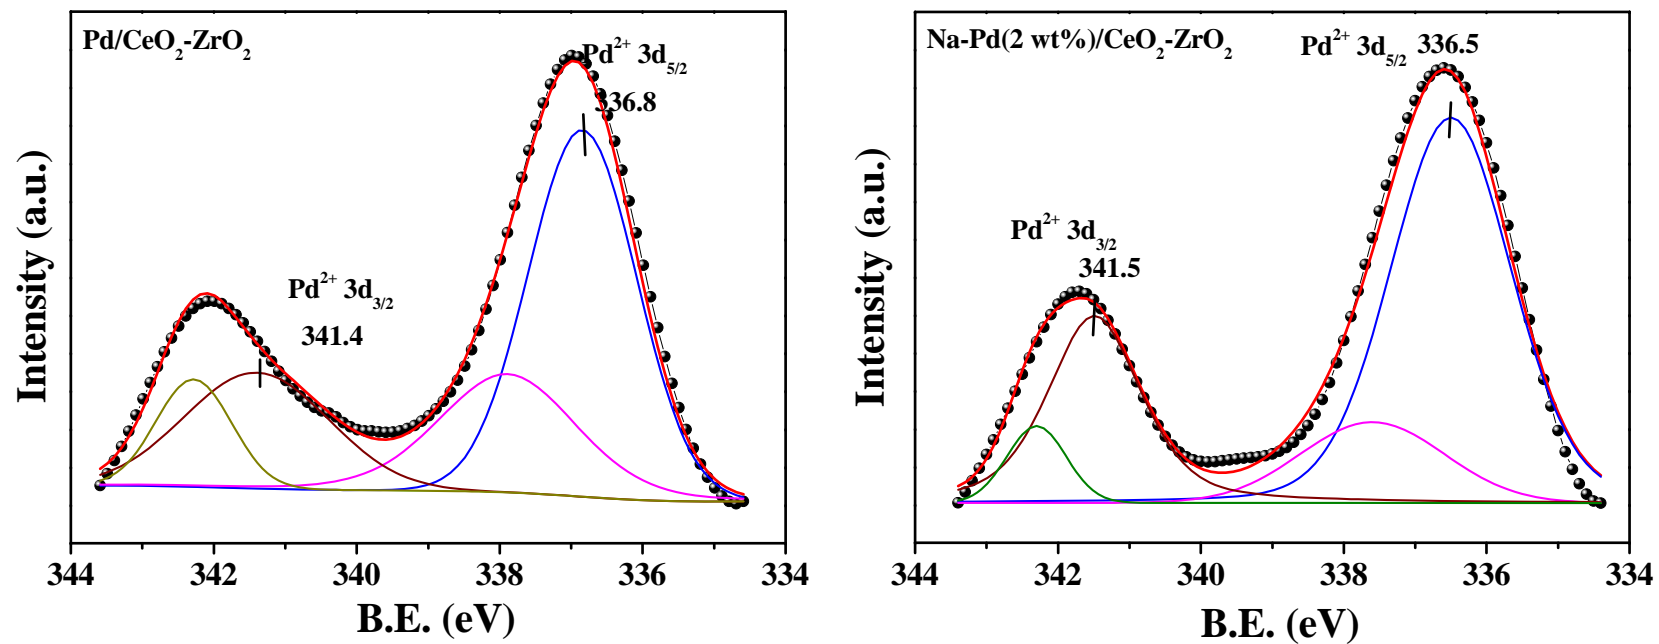 Pd/CeO₂-ZrO₂
Pd²⁺ 3d₅/₂
336.8
Pd²⁺ 3d₃/₂
341.4
Intensity (a.u.)
344 342 340 338 336 334
B.E. (eV)
Na-Pd(2 wt%)/CeO₂-ZrO₂
Pd²⁺ 3d₅/₂ 336.5
Pd²⁺ 3d₃/₂
341.5
Intensity (a.u.)
344 342 340 338 336 334
B.E. (eV)